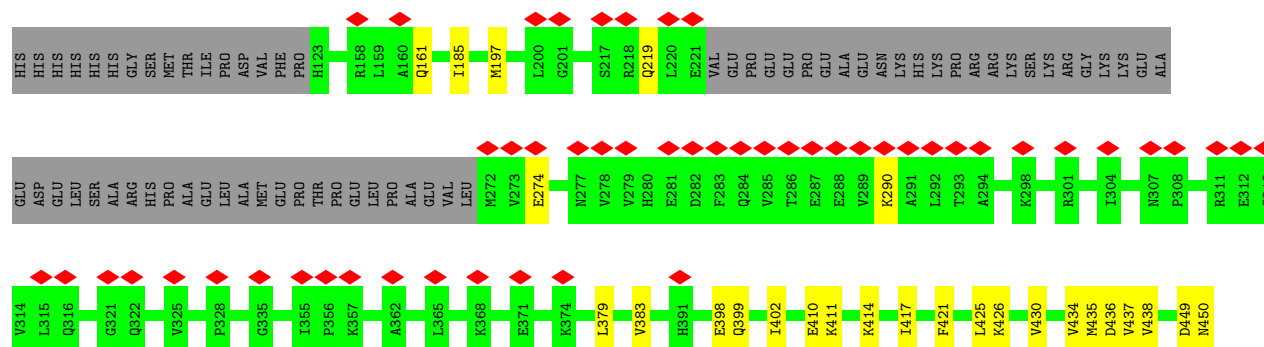 HIS HIS HIS HIS HIS HIS GLY SER MET THR ILE PRO ASP VAL PHE PRO H123 R158 L159 A160 Q161 I185 M197 L200 G201 S217 R218 Q219 L220 E221 VAL GLU PRO GLU GLU PRO GLU ALA GLU ASN LYS HIS LYS PRO ARG ARG LYS SER LYS ARG GLY LYS LYS GLU ALA
GLU ASP GLU LEU SER ALA ARG HIS PRO ALA GLU LEU ALA MET GLU PRO THR PRO GLU LEU PRO ALA GLU VAL LEU M272 V273 E274 N277 V278 V279 H280 E281 D282 F283 Q284 V285 T286 E287 E288 V289 K290 A291 L292 T293 A294 K298 R301 I304 N307 P308 R311 E312
V314 L315 Q316 G321 Q322 V325 P328 G335 I355 P356 K357 A362 L365 K368 E371 K374 L379 V383 H391 E398 Q399 I402 E410 K411 K414 I417 F421 L425 K426 V430 V434 M435 D436 V437 V438 D449 N450